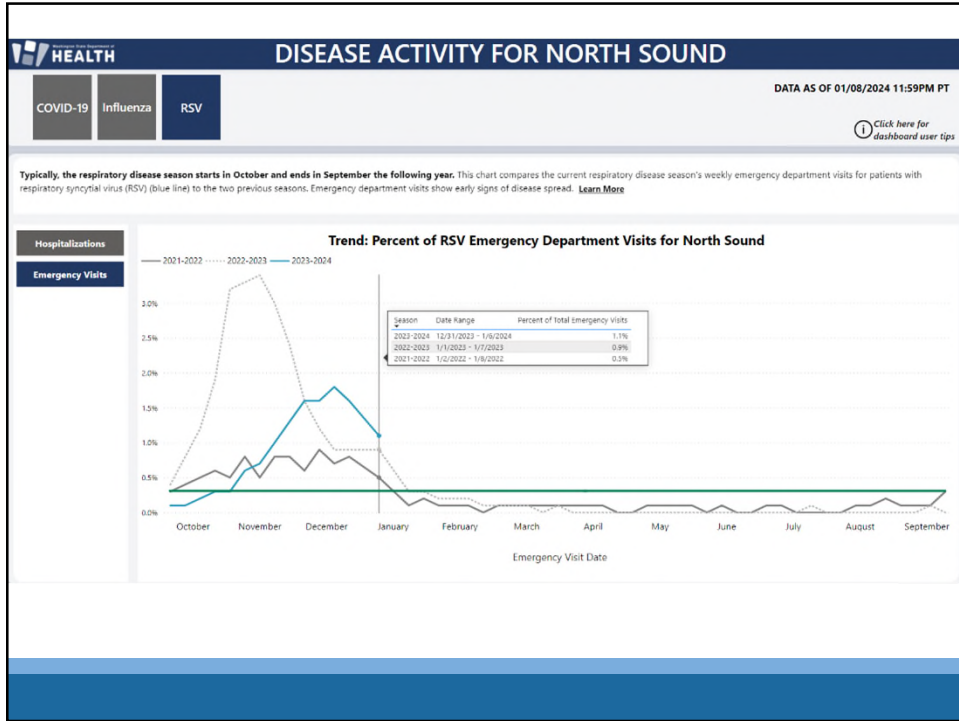 Washington State Department of
HEALTH
DISEASE ACTIVITY FOR NORTH SOUND
COVID-19
Influenza
RSV
DATA AS OF 01/08/2024 11:59PM PT
i
Click here for
dashboard user tips
Typically, the respiratory disease season starts in October and ends in September the following year. This chart compares the current respiratory disease season's weekly emergency department visits for patients with
respiratory syncytial virus (RSV) (blue line) to the two previous seasons. Emergency department visits show early signs of disease spread. Learn More
Hospitalizations
Emergency Visits
Trend: Percent of RSV Emergency Department Visits for North Sound
2021-2022 2022-2023 2023-2024
3.0%
2.5%
2.0%
1.5%
1.0%
0.5%
0.0%
Season Date Range Percent of Total Emergency Visits
2023-2024 12/31/2023 - 1/6/2024 1.1%
2022-2023 1/1/2023 - 1/7/2023 0.9%
2021-2022 1/2/2022 - 1/8/2022 0.5%
October November December January February March April May June July August September
Emergency Visit Date